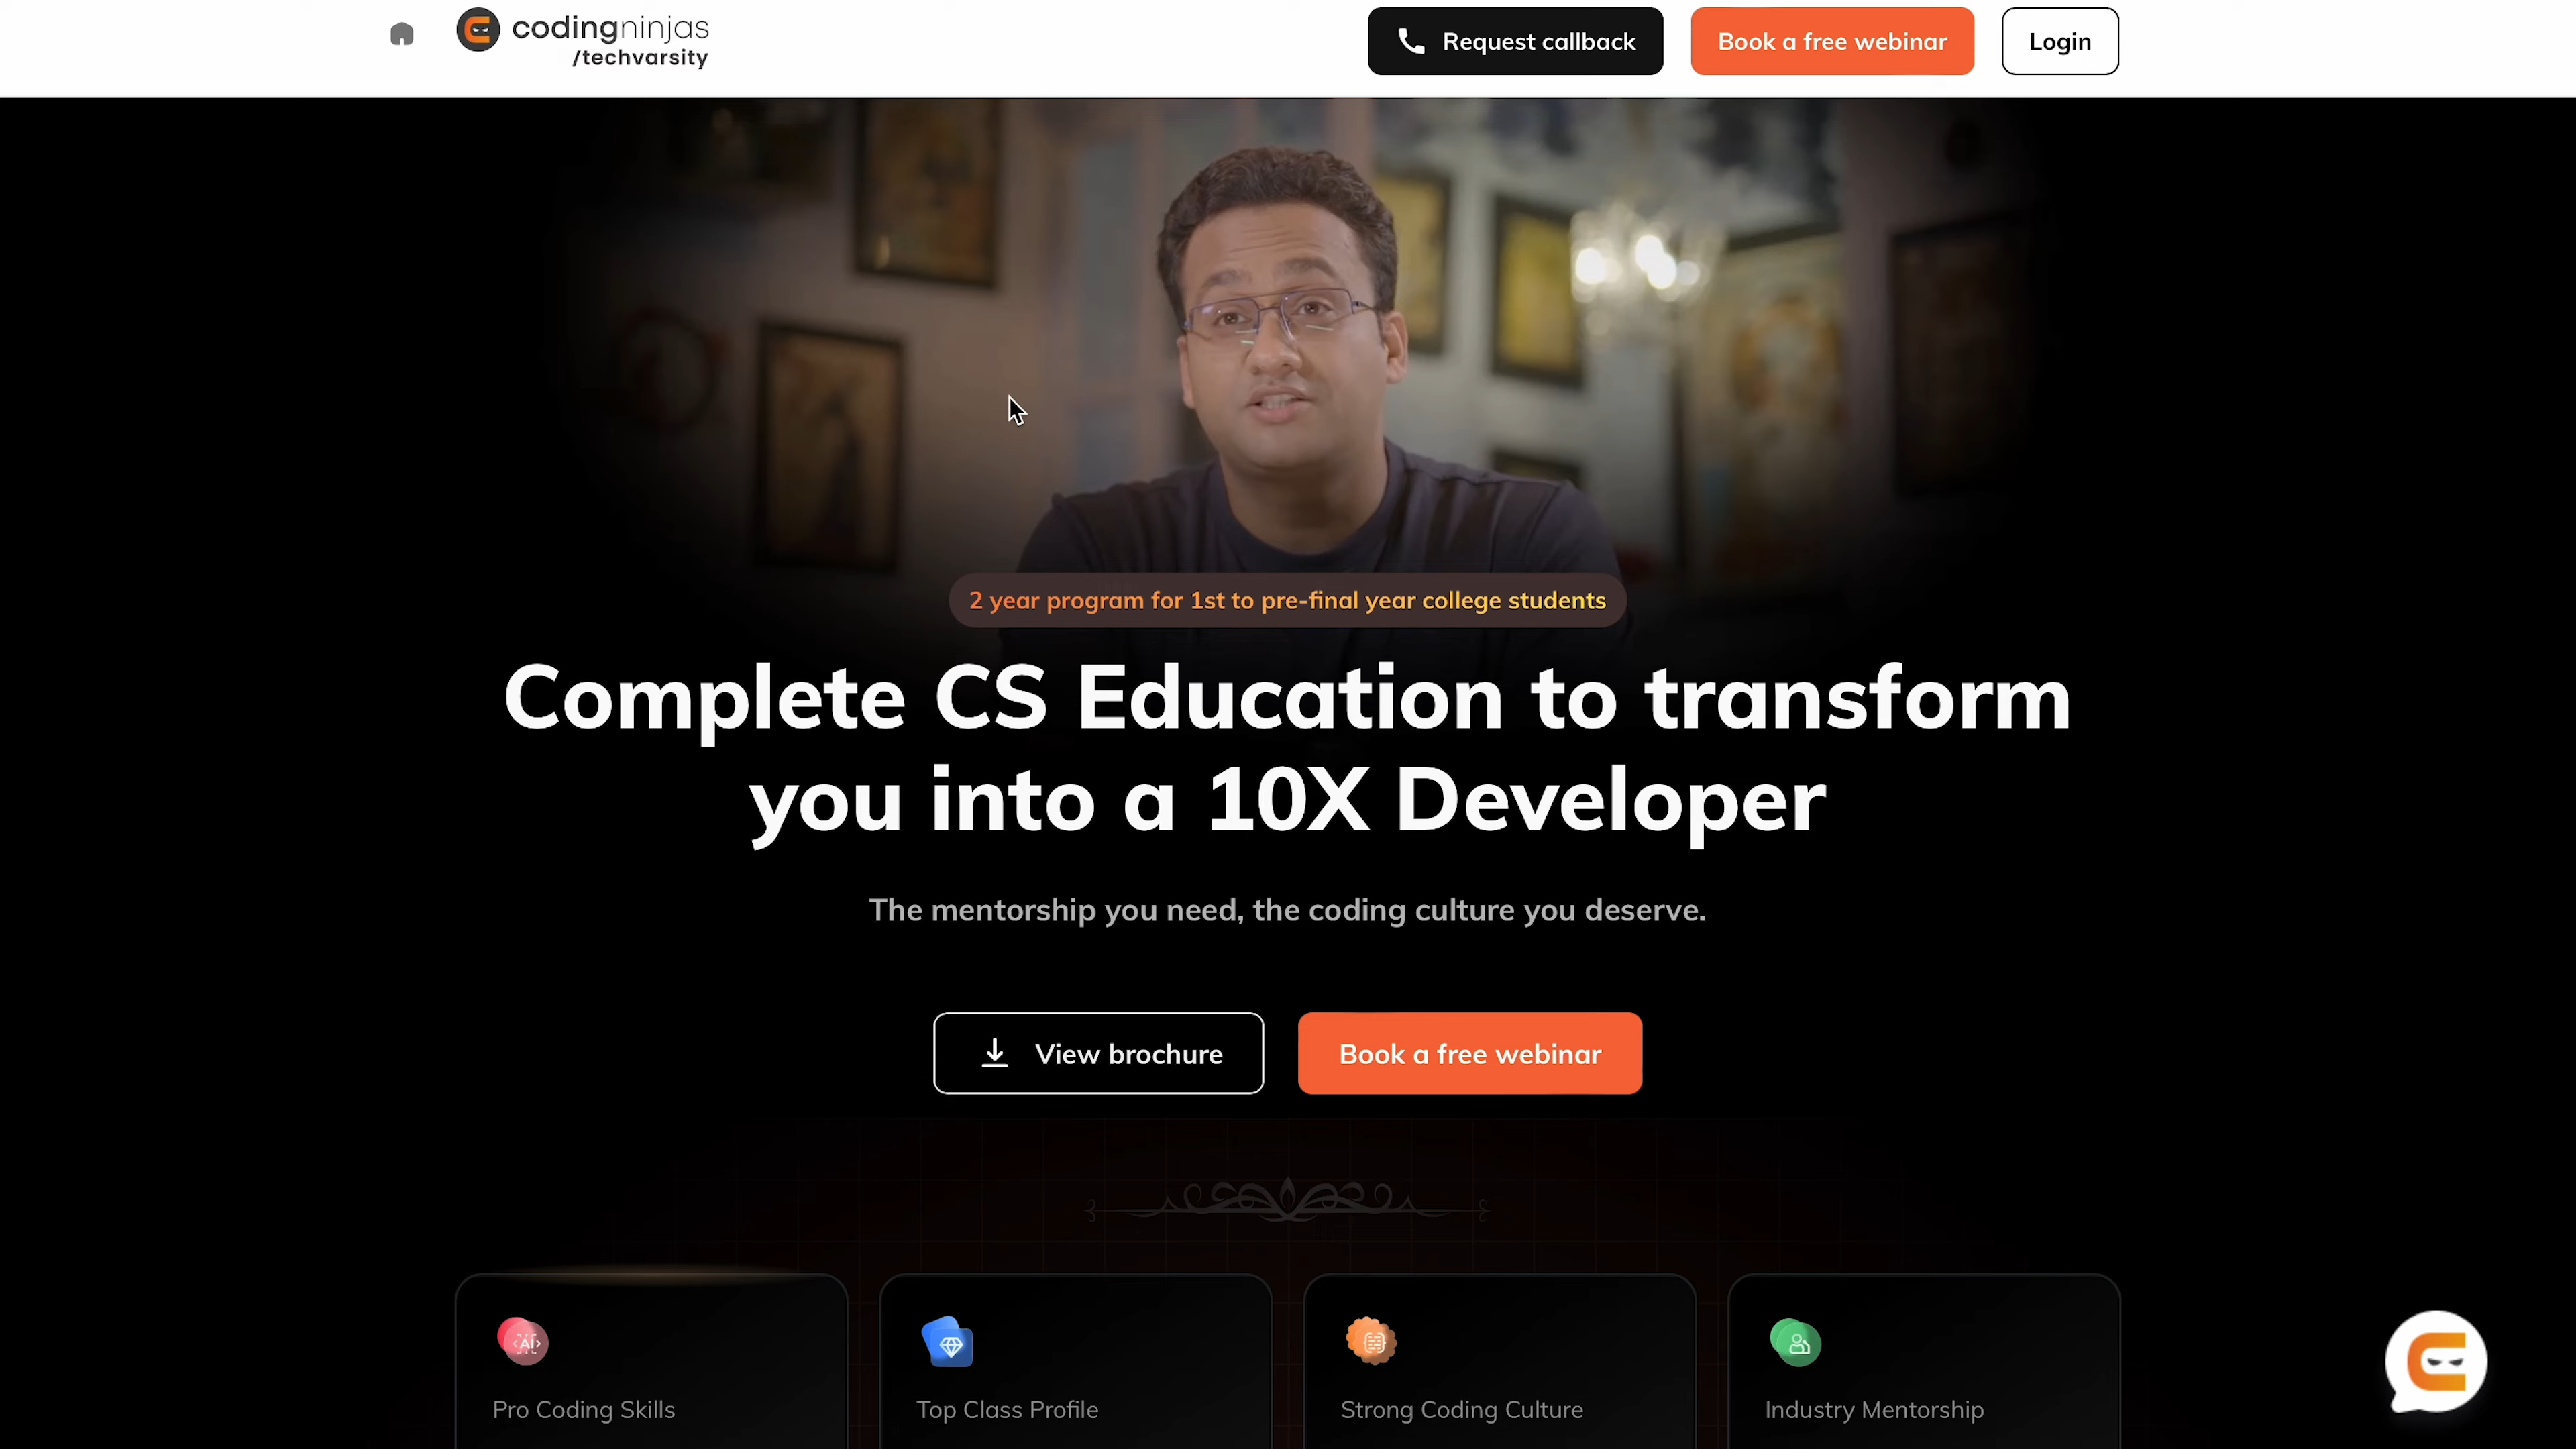 codingninjas
/techvarsity
Request callback
Book a free webinar
Login
2 year program for 1st to pre-final year college students
Complete CS Education to transform
you into a 10X Developer
The mentorship you need, the coding culture you deserve.
View brochure
Book a free webinar
AI
Pro Coding Skills
Top Class Profile
Strong Coding Culture
Industry Mentorship